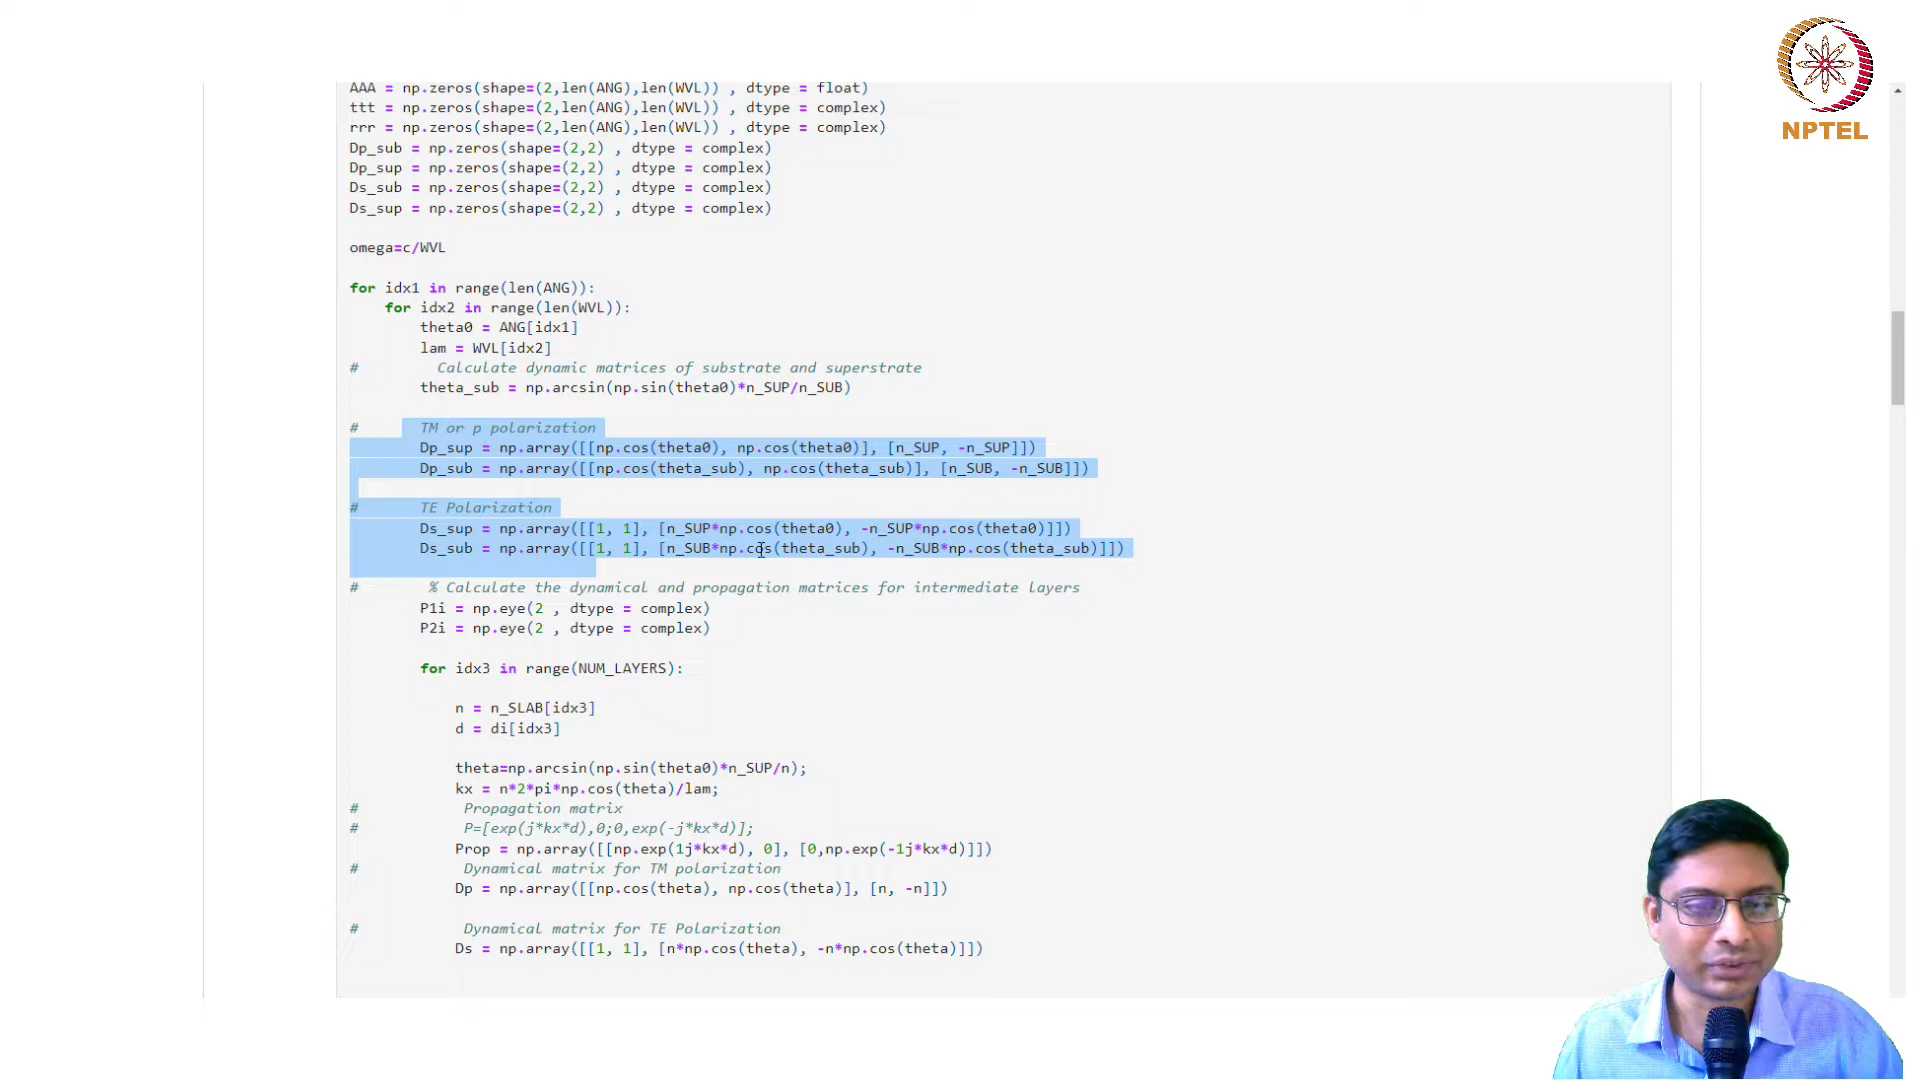 NPTEL
AAA = np.zeros(shape=(2,len(ANG),len(WVL)) , dtype = float)
ttt = np.zeros(shape=(2,len(ANG),len(WVL)) , dtype = complex)
rrr = np.zeros(shape=(2,len(ANG),len(WVL)) , dtype = complex)
Dp_sub = np.zeros(shape=(2,2) , dtype = complex)
Dp_sup = np.zeros(shape=(2,2) , dtype = complex)
Ds_sub = np.zeros(shape=(2,2) , dtype = complex)
Ds_sup = np.zeros(shape=(2,2) , dtype = complex)
omega=c/WVL
for idx1 in range(len(ANG)):
for idx2 in range(len(WVL)):
theta0 = ANG[idx1]
lam = WVL[idx2]
# Calculate dynamic matrices of substrate and superstrate
theta_sub = np.arcsin(np.sin(theta0)*n_SUP/n_SUB)
# TM or p polarization
Dp_sup = np.array([[np.cos(theta0), np.cos(theta0)], [n_SUP, -n_SUP]])
Dp_sub = np.array([[np.cos(theta_sub), np.cos(theta_sub)], [n_SUB, -n_SUB]])
# TE Polarization
Ds_sup = np.array([[1, 1], [n_SUP*np.cos(theta0), -n_SUP*np.cos(theta0)]])
Ds_sub = np.array([[1, 1], [n_SUB*np.cos(theta_sub), -n_SUB*np.cos(theta_sub)]])
# % Calculate the dynamical and propagation matrices for intermediate layers
P1i = np.eye(2 , dtype = complex)
P2i = np.eye(2 , dtype = complex)
for idx3 in range(NUM_LAYERS):
n = n_SLAB[idx3]
d = di[idx3]
theta=np.arcsin(np.sin(theta0)*n_SUP/n);
kx = n*2*pi*np.cos(theta)/lam;
# Propagation matrix
# P=[exp(j*kx*d),0;0,exp(-j*kx*d)];
Prop = np.array([[np.exp(1j*kx*d), 0], [0,np.exp(-1j*kx*d)]])
# Dynamical matrix for TM polarization
Dp = np.array([[np.cos(theta), np.cos(theta)], [n, -n]])
# Dynamical matrix for TE Polarization
Ds = np.array([[1, 1], [n*np.cos(theta), -n*np.cos(theta)]])